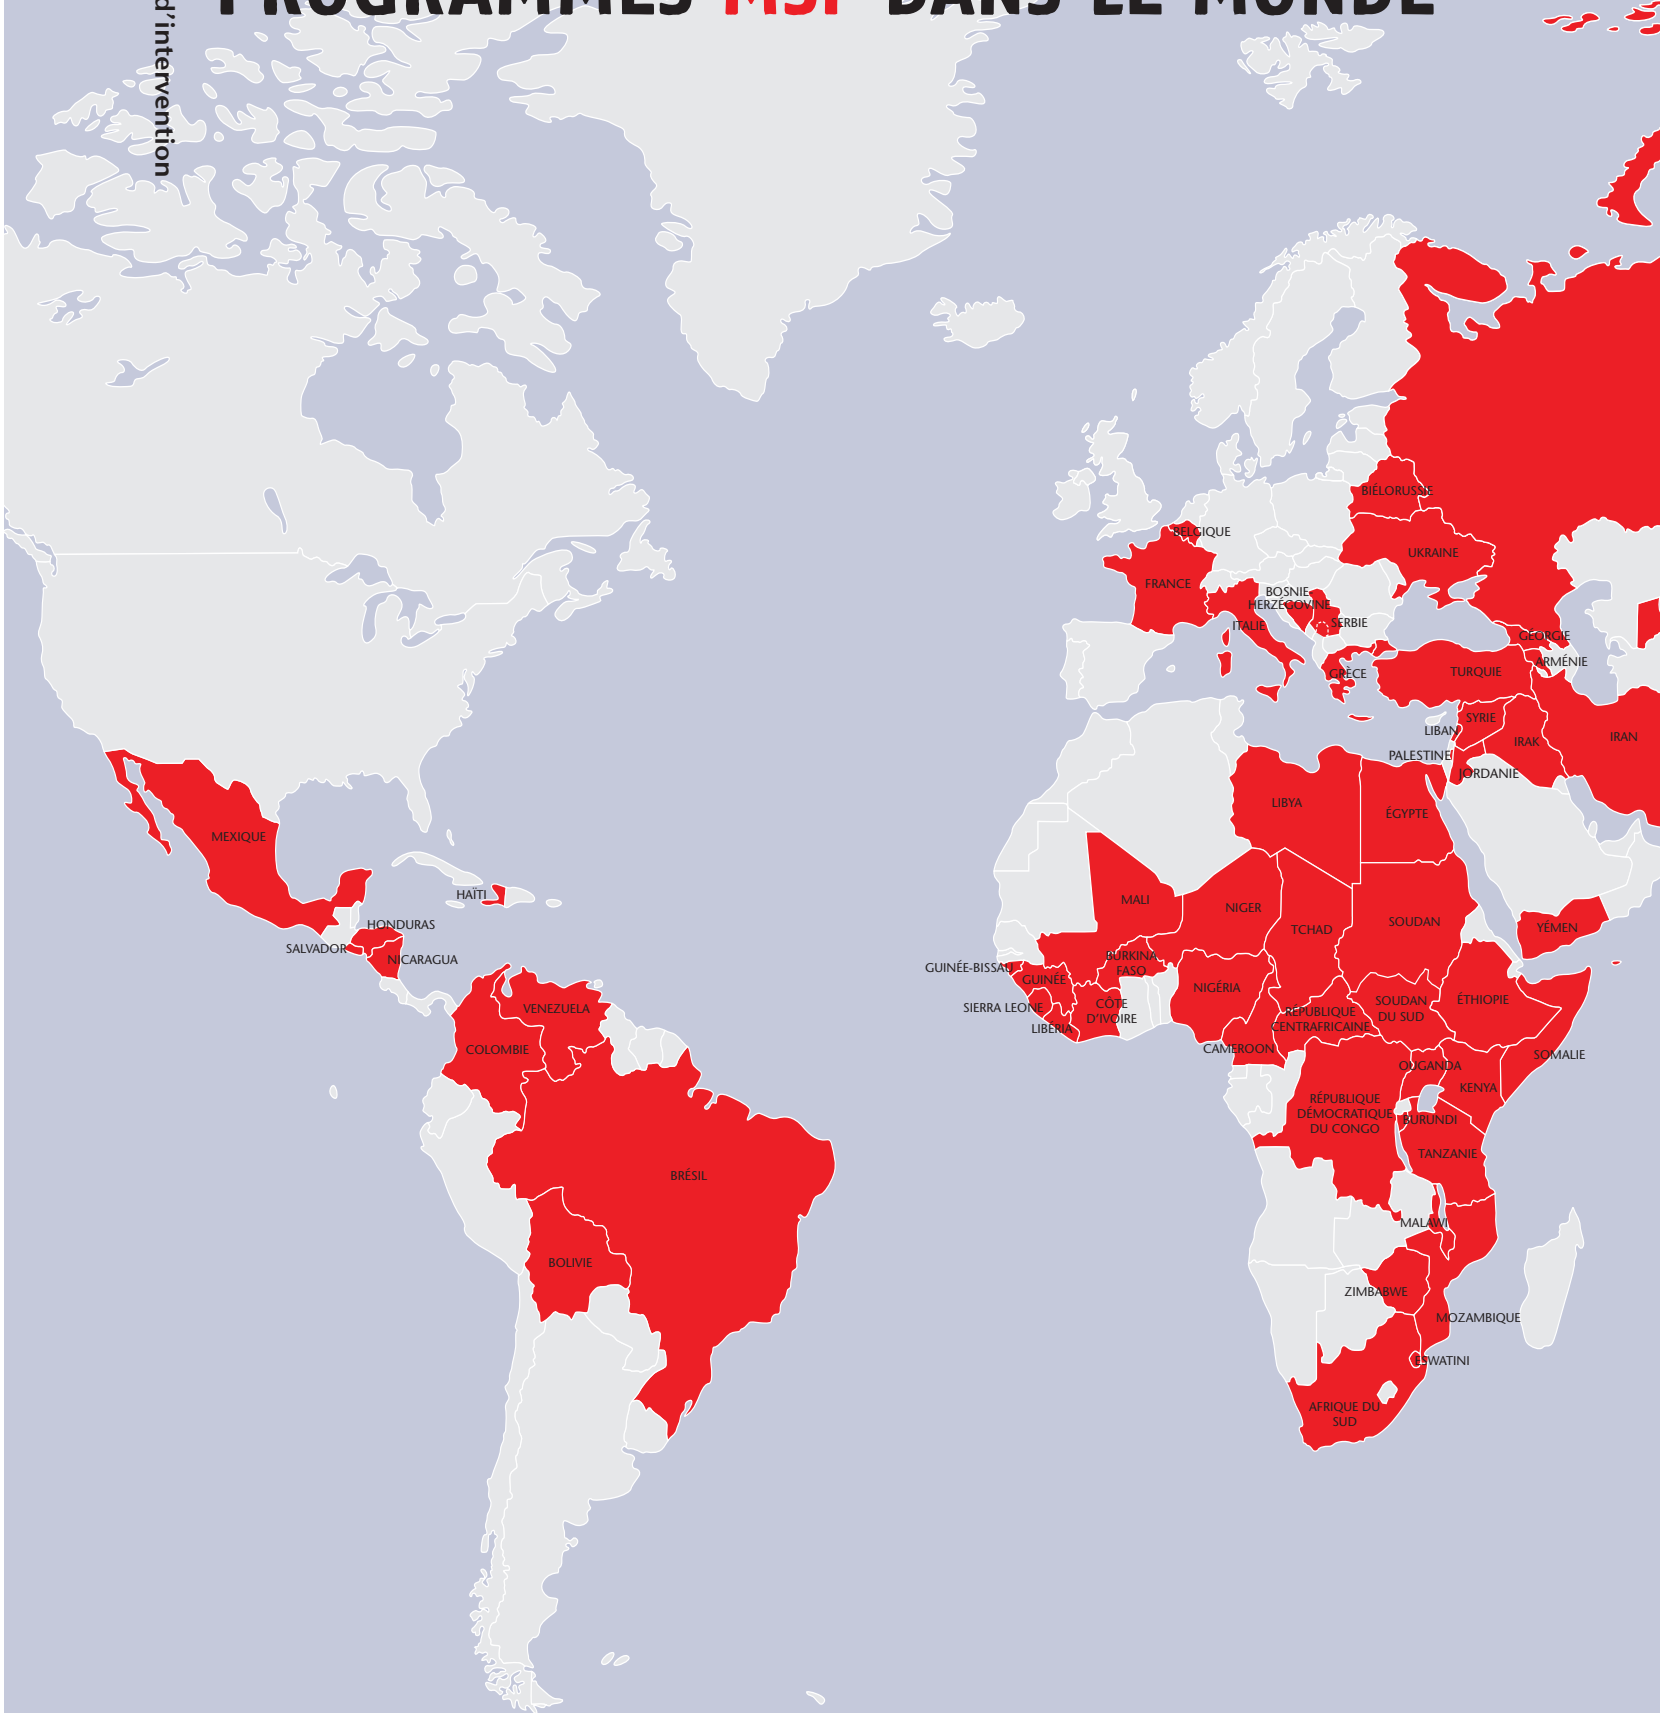 PROGRAMMES MSF DANS LE MONDE
d'intervention
BIÉLORUSSIE
BELGIQUE
UKRAINE
FRANCE
BOSNIE-
HERZÉGOVINE
ITALIE
SERBIE
GÉORGIE
ARMÉNIE
GRÈCE
TURQUIE
SYRIE
LIBAN
IRAK
IRAN
PALESTINE
JORDANIE
LIBYA
ÉGYPTE
MEXIQUE
HAÏTI
HONDURAS
SALVADOR
NICARAGUA
MALI
NIGER
TCHAD
SOUDAN
YÉMEN
BURKINA
FASO
GUINÉE-BISSAU
GUINÉE
SIERRA LEONE
CÔTE
D'IVOIRE
LIBÉRIA
NIGÉRIA
RÉPUBLIQUE
CENTRAFRICAINE
SOUDAN
DU SUD
ÉTHIOPIE
CAMEROON
SOMALIE
OUGANDA
KENYA
VENEZUELA
COLOMBIE
RÉPUBLIQUE
DÉMOCRATIQUE
DU CONGO
BURUNDI
TANZANIE
BRÉSIL
MALAWI
BOLIVIE
ZIMBABWE
MOZAMBIQUE
ESWATINI
AFRIQUE DU
SUD